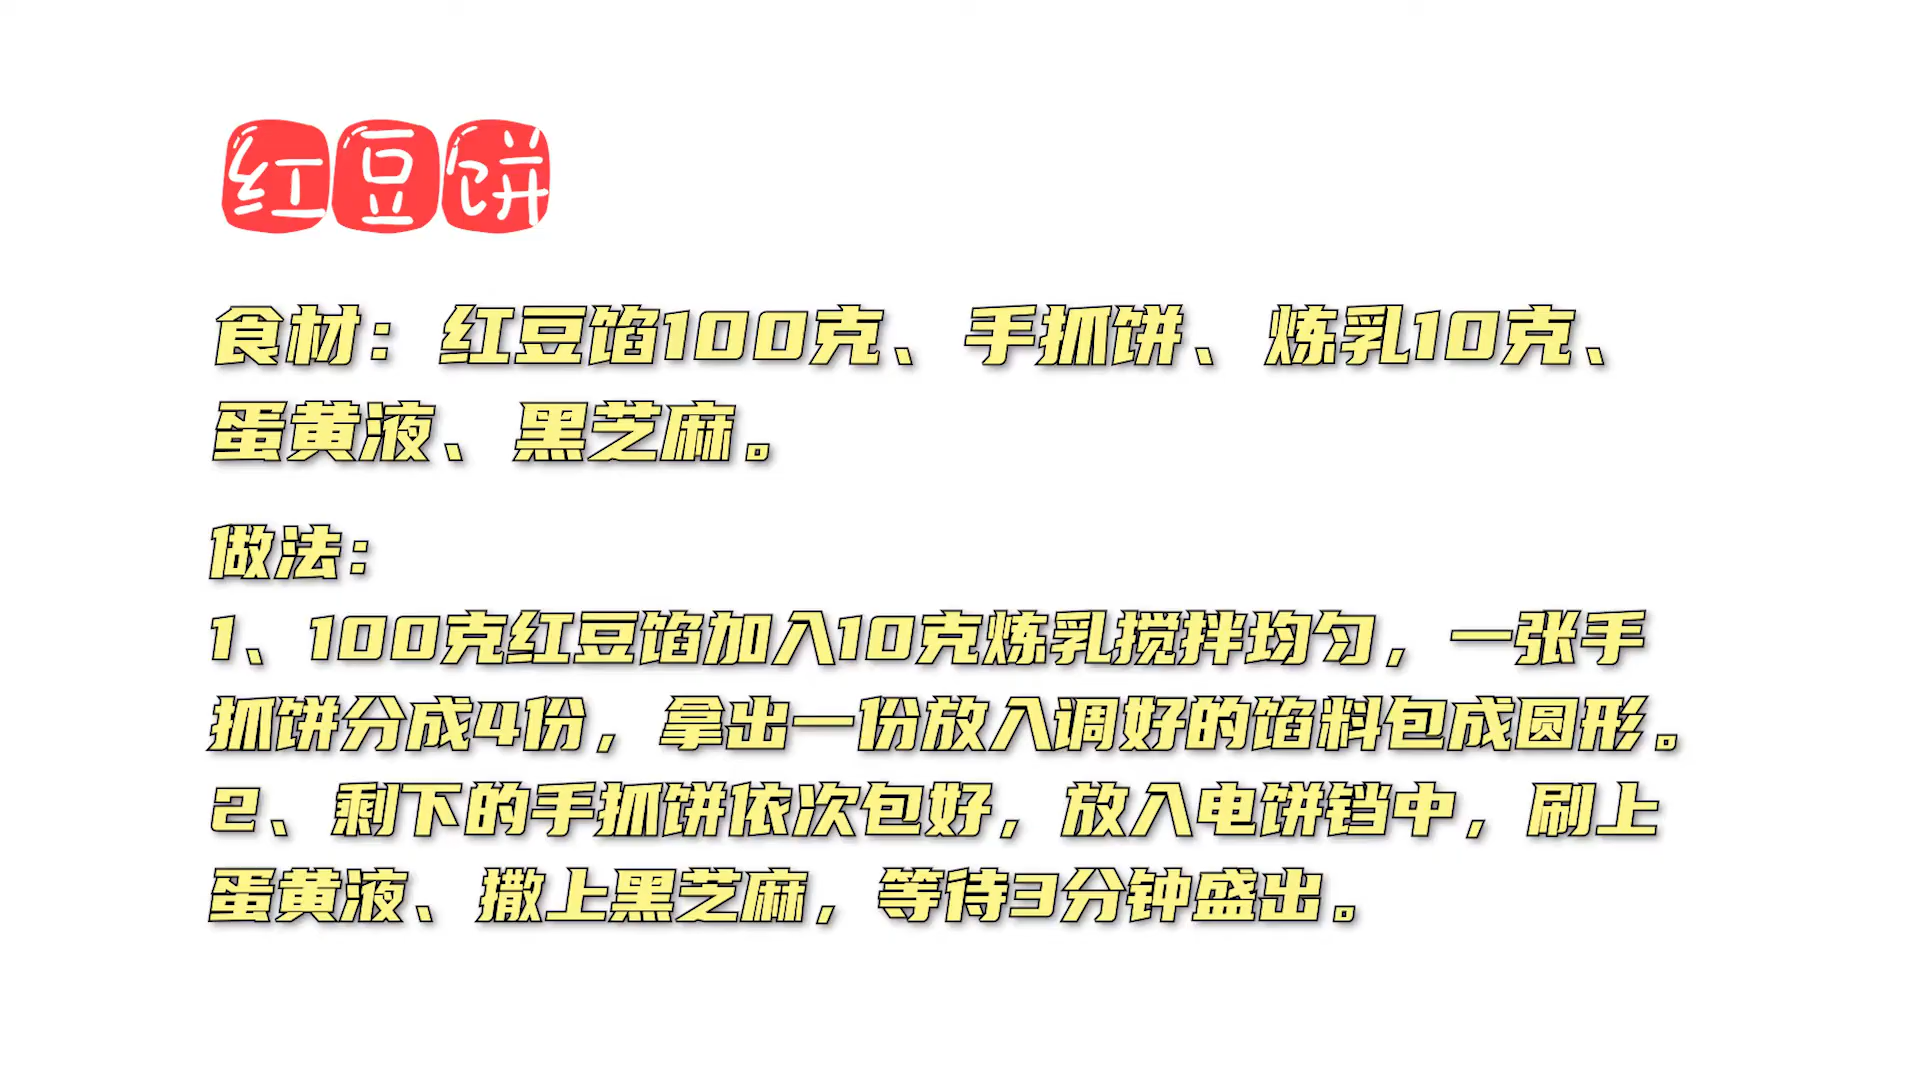 红豆饼
食材：红豆馅100克、手抓饼、炼乳10克、
蛋黄液、黑芝麻。
做法：
1、100克红豆馅加入10克炼乳搅拌均匀，一张手
抓饼分成4份，拿出一份放入调好的馅料包成圆形。
2、剩下的手抓饼依次包好，放入电饼铛中，刷上
蛋黄液、撒上黑芝麻，等待3分钟盛出。